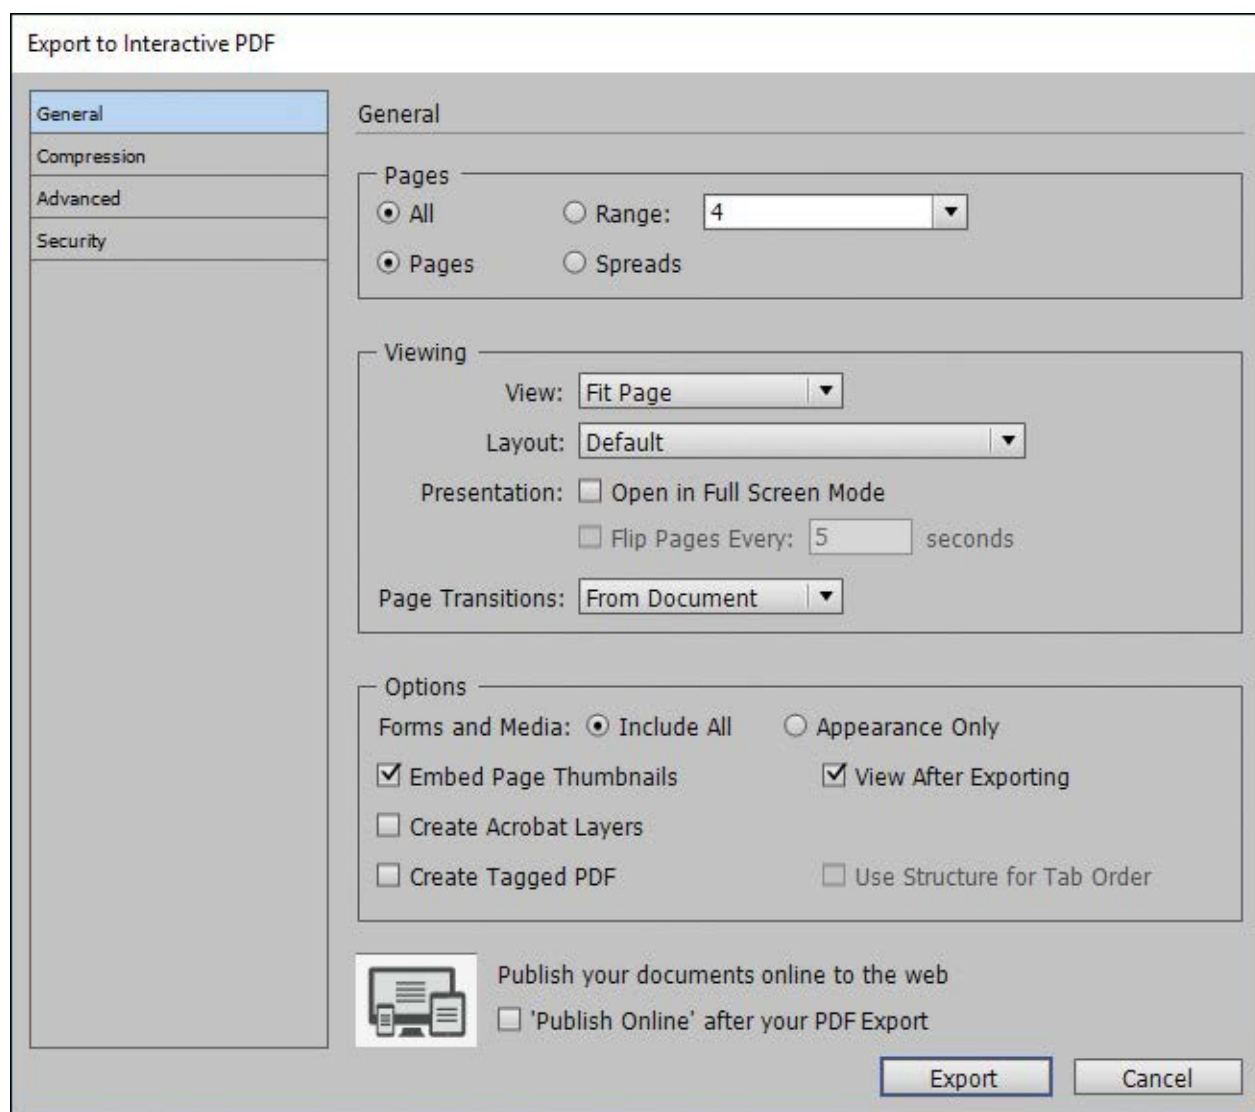 Export to Interactive PDF
General
Compression
Advanced
Security
General
Pages
All Range: 4
Pages Spreads
Viewing
View: Fit Page
Layout: Default
Presentation: Open in Full Screen Mode
Flip Pages Every: 5 seconds
Page Transitions: From Document
Options
Forms and Media: Include All Appearance Only
Embed Page Thumbnails View After Exporting
Create Acrobat Layers
Create Tagged PDF Use Structure for Tab Order
Publish your documents online to the web
'Publish Online' after your PDF Export
Export Cancel